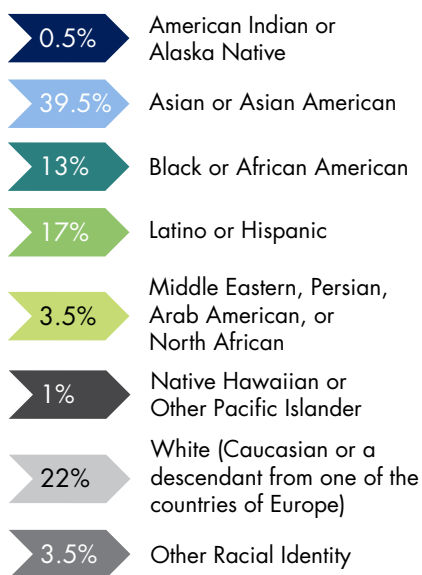 0.5%
American Indian or
Alaska Native
39.5%
Asian or Asian American
13%
Black or African American
17%
Latino or Hispanic
3.5%
Middle Eastern, Persian,
Arab American, or
North African
1%
Native Hawaiian or
Other Pacific Islander
22%
White (Caucasian or a
descendant from one of the
countries of Europe)
3.5%
Other Racial Identity